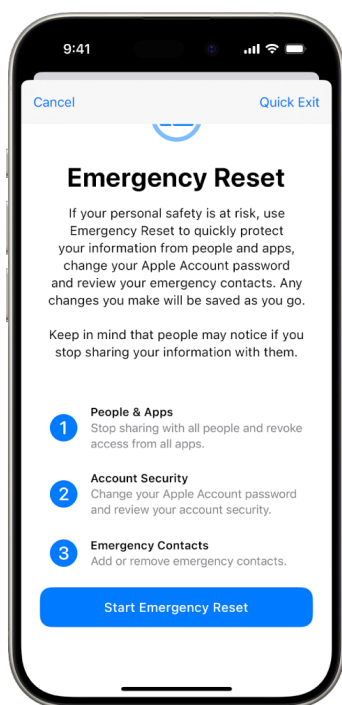 9:41
Cancel
Quick Exit
Emergency Reset
If your personal safety is at risk, use
Emergency Reset to quickly protect
your information from people and apps,
change your Apple Account password
and review your emergency contacts. Any
changes you make will be saved as you go.
Keep in mind that people may notice if you
stop sharing your information with them.
1
People & Apps
Stop sharing with all people and revoke
access from all apps.
2
Account Security
Change your Apple Account password
and review your account security.
3
Emergency Contacts
Add or remove emergency contacts.
Start Emergency Reset